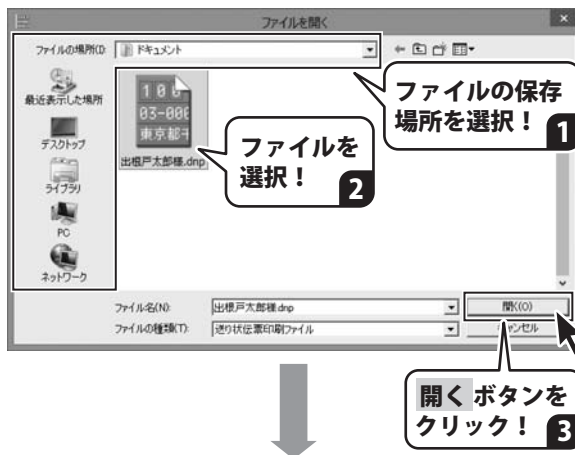 ファイルを開く
ファイルの場所(I):
ドキュメント
最近表示した場所
デスクトップ
ライブラリ
PC
ネットワーク
出根戸太郎様.dnp
ファイルの保存
場所を選択！
1
ファイルを
選択！
2
ファイル名(N):
出根戸太郎様.dnp
開く(O)
ファイルの種類(T):
送り状伝票印刷ファイル
開くボタンを
クリック！
3